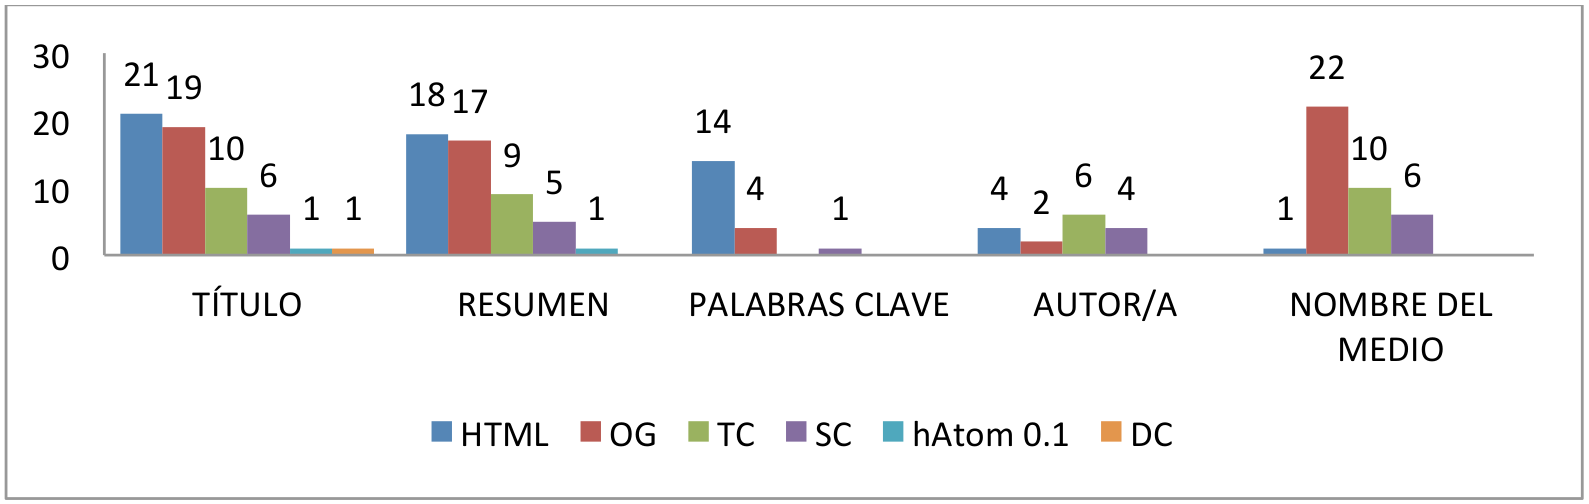 30
20
10
0
21 19 10 6 1 1
18 17 9 5 1
14 4 1
4 2 6 4
1 22 10 6
TÍTULO
RESUMEN
PALABRAS CLAVE
AUTOR/A
NOMBRE DEL
MEDIO
HTML OG TC SC hAtom 0.1 DC